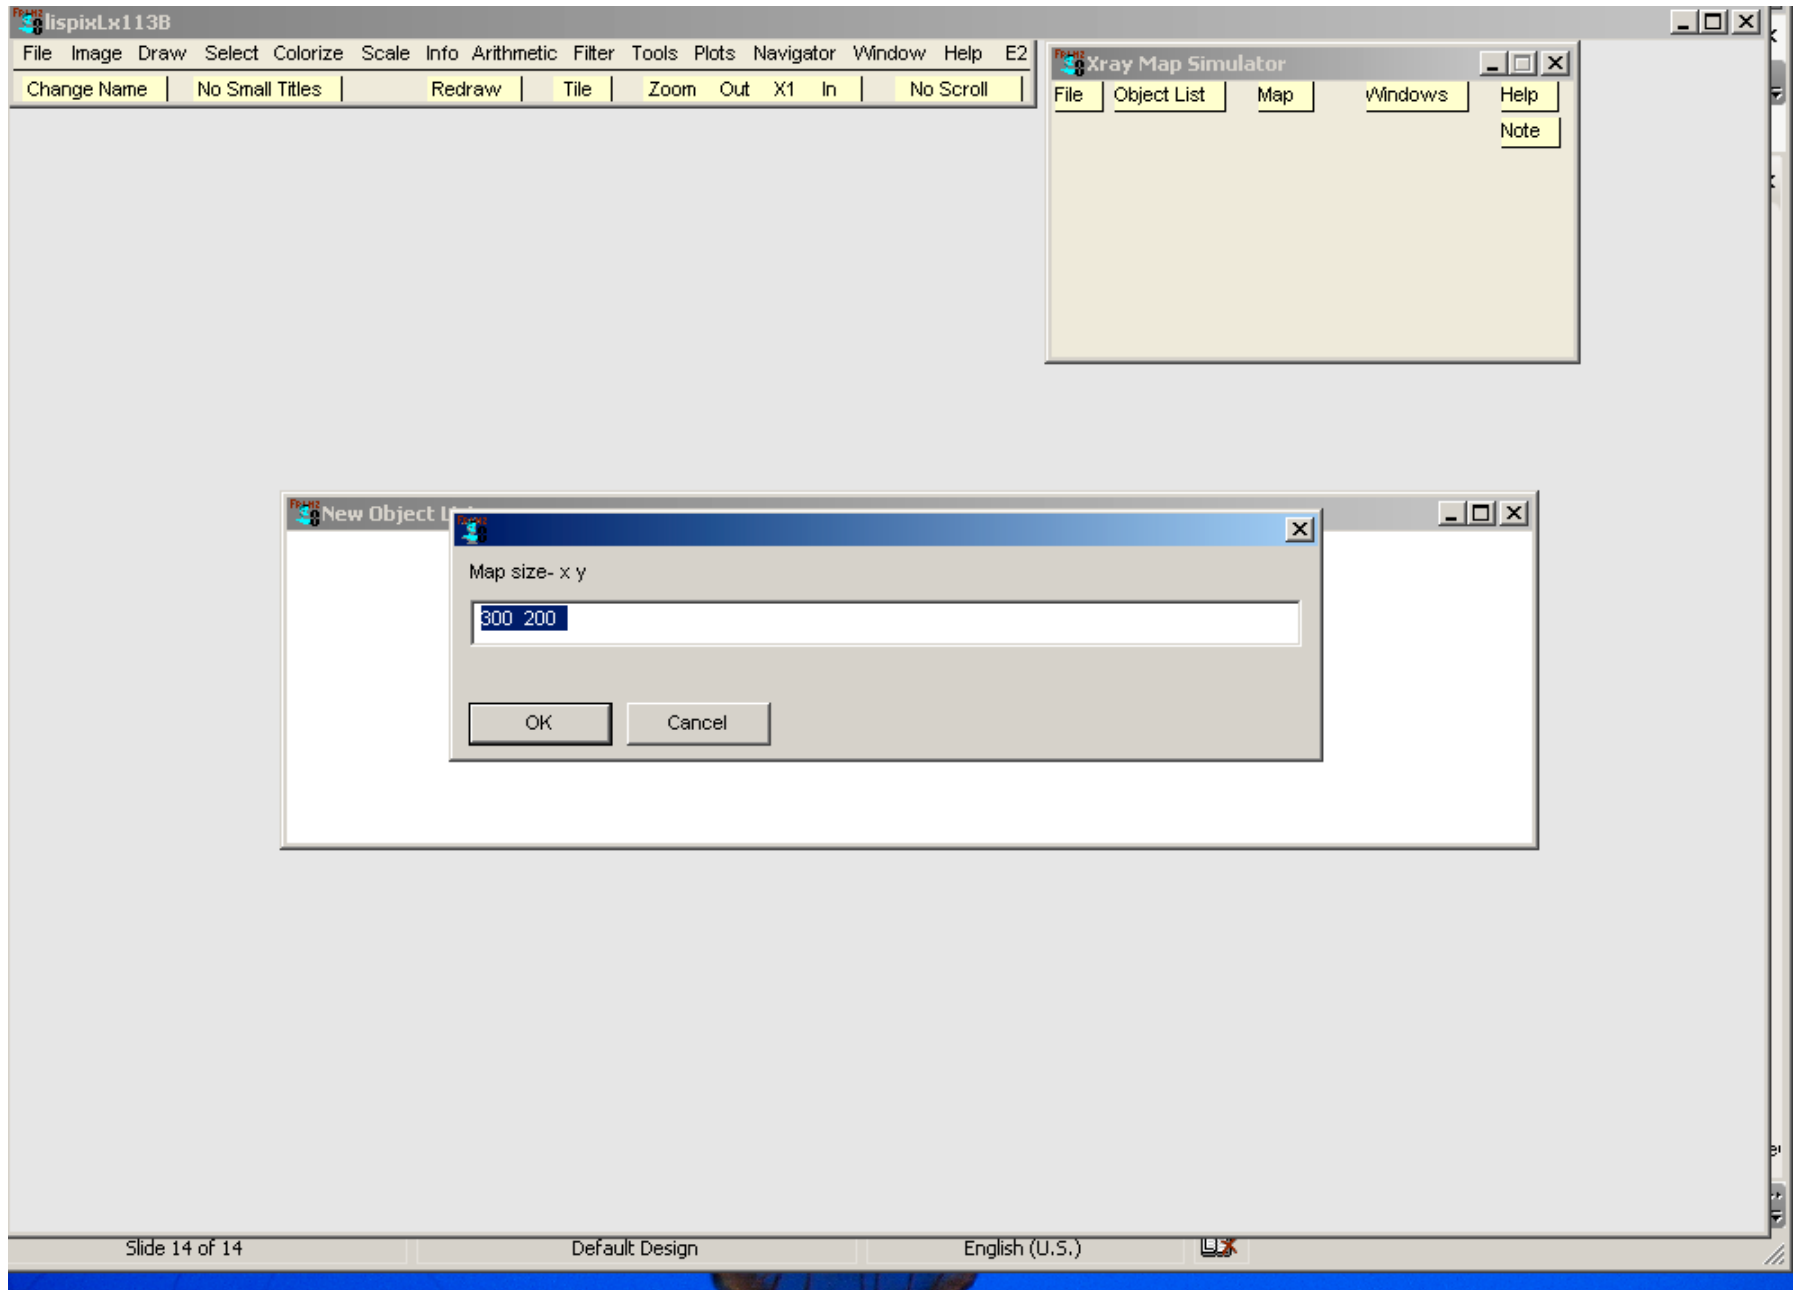 lispixLx113B
File Image Draw Select Colorize Scale Info Arithmetic Filter Tools Plots Navigator Window Help E2
Change Name No Small Titles Redraw Tile Zoom Out X1 In No Scroll
Xray Map Simulator
File Object List Map Windows Help
Note
New Object
Map size- x y
300 200
OK Cancel
Slide 14 of 14 Default Design English (U.S.)